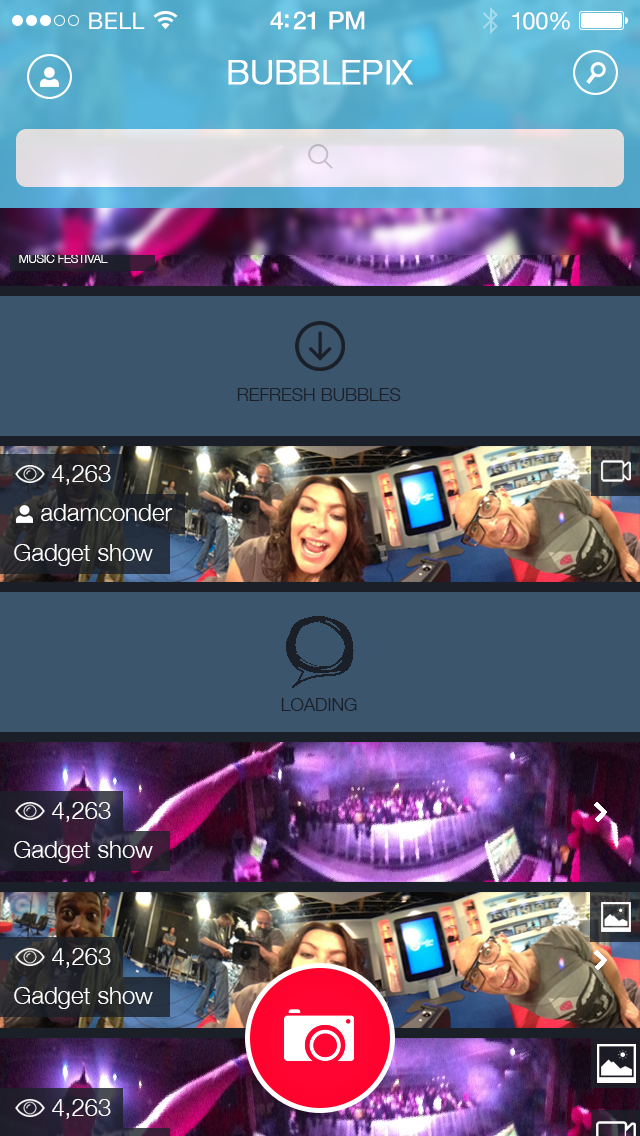 BELL
4:21 PM
100%
BUBBLEPIX
MUSIC FESTIVAL
REFRESH BUBBLES
4,263
adamconder
Gadget show
LOADING
4,263
Gadget show
4,263
Gadget show
4,263